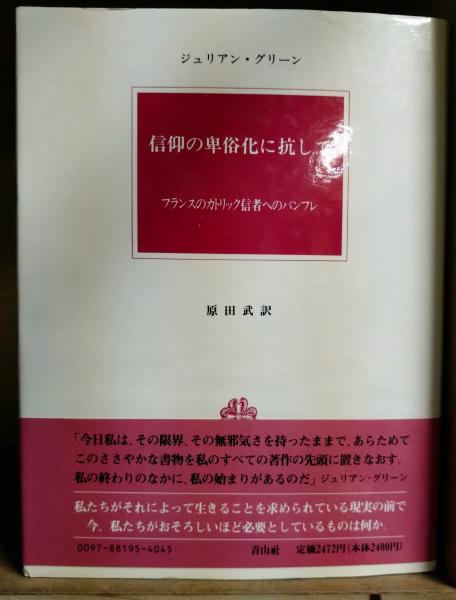 ジュリアン・グリーン
信仰の卑俗化に抗して
フランスのカトリック信者へのパンフレ
原田武訳
「今日私は、その限界、その無邪気さを持ったままで、あらためて
このささやかな書物を私のすべての著作の先頭に置きなおす。
私の終わりのなかに、私の始まりがあるのだ」ジュリアン・グリーン
私たちがそれによって生きることを求められている現実の前で
今、私たちがおそろしいほど必要としているものは何か。
0097-88195-4045
青山社 定価2472円(本体2400円)